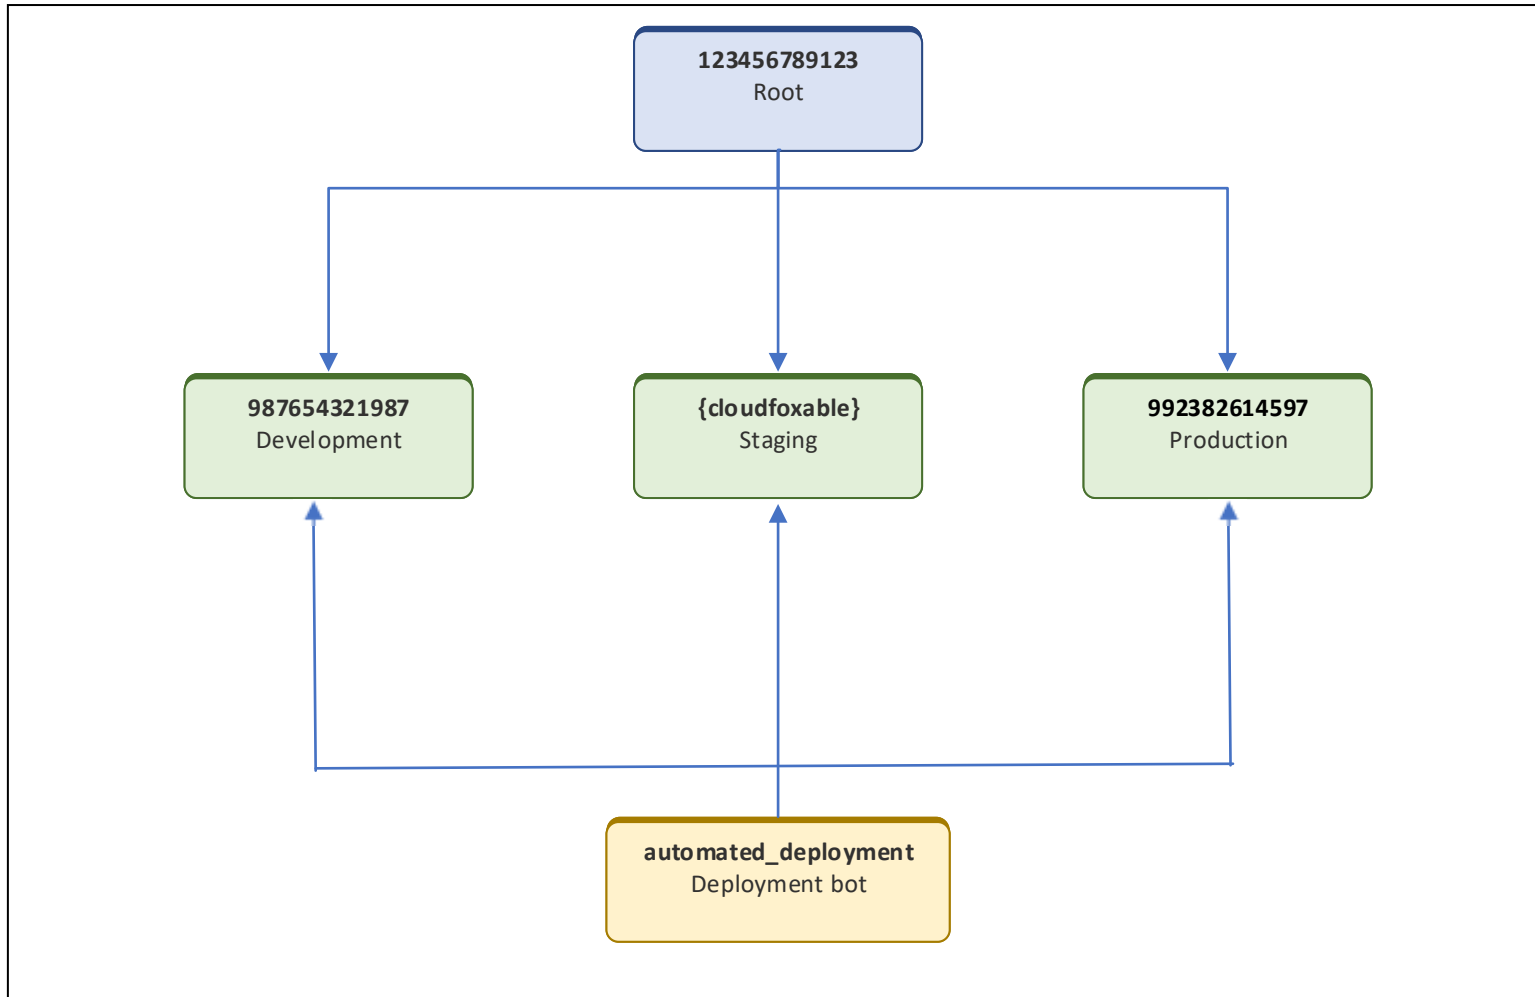 123456789123
Root
987654321987
Development
{cloudfoxable}
Staging
992382614597
Production
automated_deployment
Deployment bot